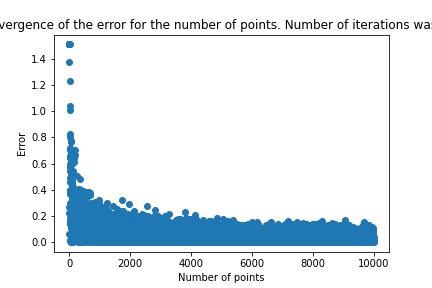 vergence of the error for the number of points. Number of iterations was
1.4
1.2
1.0
0.8
0.6
0.4
0.2
0.0
Error
0 2000 4000 6000 8000 10000
Number of points